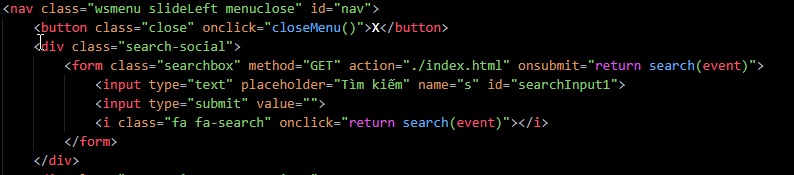 <nav class="wsmenu slideLeft menuclose" id="nav">
<button class="close" onclick="closeMenu()">X</button>
<div class="search-social">
<form class="searchbox" method="GET" action="./index.html" onsubmit="return search(event)">
<input type="text" placeholder="Tìm kiếm" name="s" id="searchInput1">
<input type="submit" value="">
<i class="fa fa-search" onclick="return search(event)"></i>
</form>
</div>